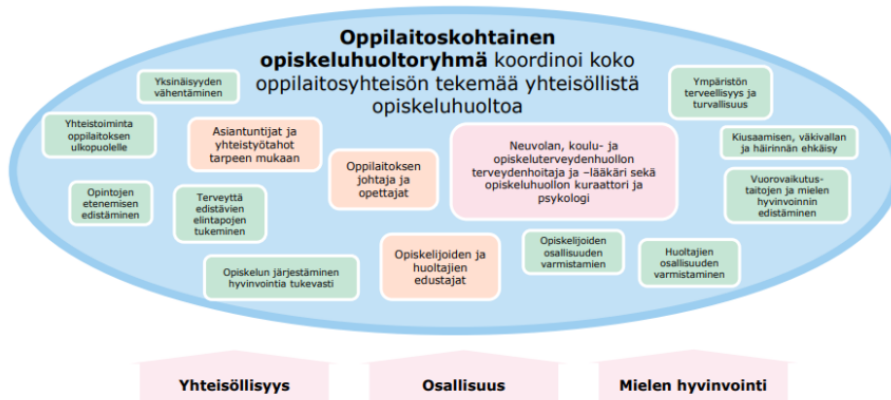 Oppilaitoskohtainen
opiskeluhuoltoryhmä koordinoi koko
oppilaitosyhteisön tekemää yhteisöllistä
opiskeluhuoltoa
Yksinäisyyden
vähentäminen
Ympäristön
terveellisyys ja
turvallisuus
Yhteistoiminta
oppilaitoksen
ulkopuolelle
Asiantuntijat ja
yhteistyötahot
tarpeen mukaan
Oppilaitoksen
johtaja ja
opettajat
Neuvolan, koulu- ja
opiskeluterveydenhuollon
terveydenhoitaja ja –lääkäri sekä
opiskeluhuollon kuraattori ja
psykologi
Kiusaamisen, väkivallan
ja häirinnän ehkäisy
Opintojen
etenemisen
edistäminen
Terveyttä
edistävien
elintapojen
tukeminen
Vuorovaikutus-
taitojen ja mielen
hyvinvoinnin
edistäminen
Opiskelun järjestäminen
hyvinvointia tukevasti
Opiskelijoiden ja
huoltajien
edustajat
Opiskelijoiden
osallisuuden
varmistamien
Huoltajien
osallisuuden
varmistaminen
Yhteisöllisyys
Osallisuus
Mielen hyvinvointi